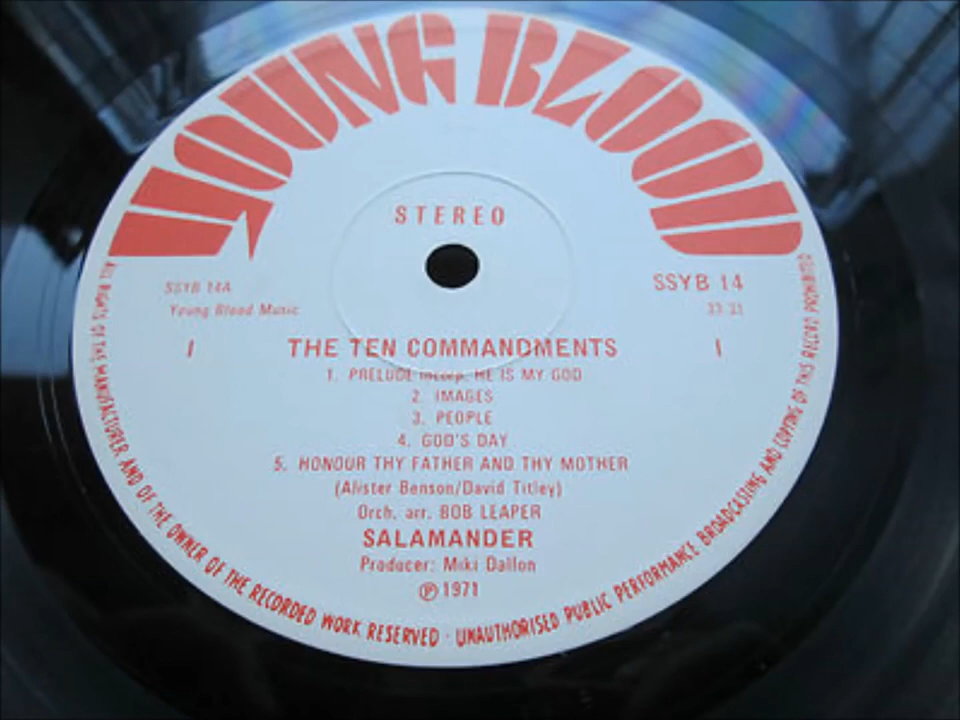 YOUNG BLOOD
STEREO
SSYB 14A
SSYB 14
Young Blood Music
33 1/3
1 THE TEN COMMANDMENTS 1
1. PRELUDE incorp. HE IS MY GOD
2. IMAGES
3. PEOPLE
4. GOD'S DAY
5. HONOUR THY FATHER AND THY MOTHER
(Alister Benson/David Titley)
Orch. arr. BOB LEAPER
SALAMANDER
Producer: Miki Dallon
℗ 1971
ALL RIGHTS OF THE MANUFACTURER AND OF THE OWNER OF THE RECORDED WORK RESERVED · UNAUTHORISED PUBLIC PERFORMANCE BROADCASTING AND COPYING OF THIS RECORD PROHIBITED